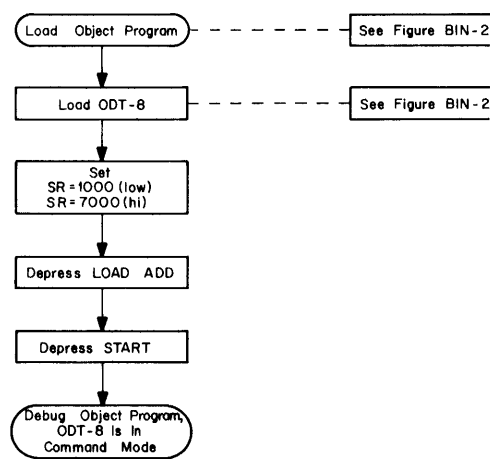 Load Object Program
See Figure BIN-2
Load ODT-8
See Figure BIN-2
Set
SR=1000 (low)
SR=7000 (hi)
Depress LOAD ADD
Depress START
Debug Object Program,
ODT-8 Is In
Command Mode